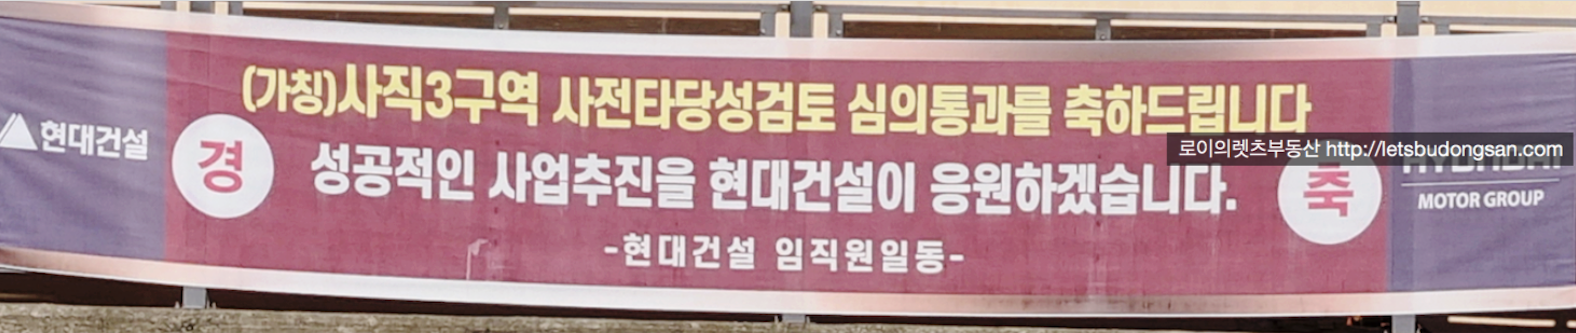 (가칭)사직3구역 사전타당성검토 심의통과를 축하드립니다
현대건설
경
성공적인 사업추진을 현대건설이 응원하겠습니다.
축
-현대건설 임직원일동-
로이의렛츠부동산 http://letsbudongsan.com
HYUNDAI
MOTOR GROUP